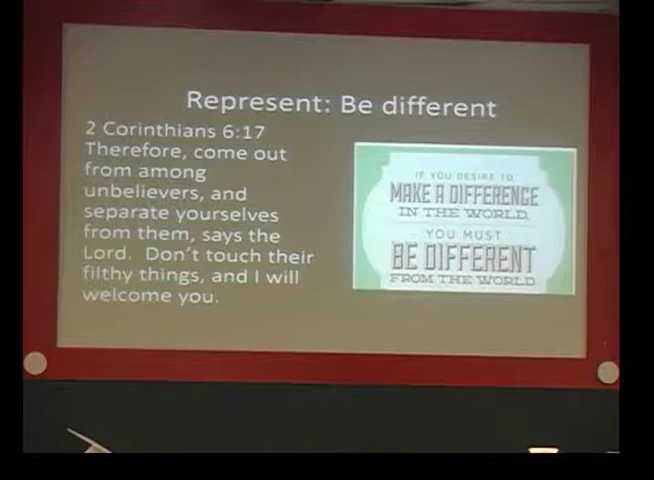 Represent: Be different
2 Corinthians 6:17
Therefore, come out
from among
unbelievers, and
separate yourselves
from them, says the
Lord. Don't touch their
filthy things, and I will
welcome you.
IF YOU DESIRE TO
MAKE A DIFFERENCE
IN THE WORLD,
YOU MUST
BE DIFFERENT
FROM THE WORLD